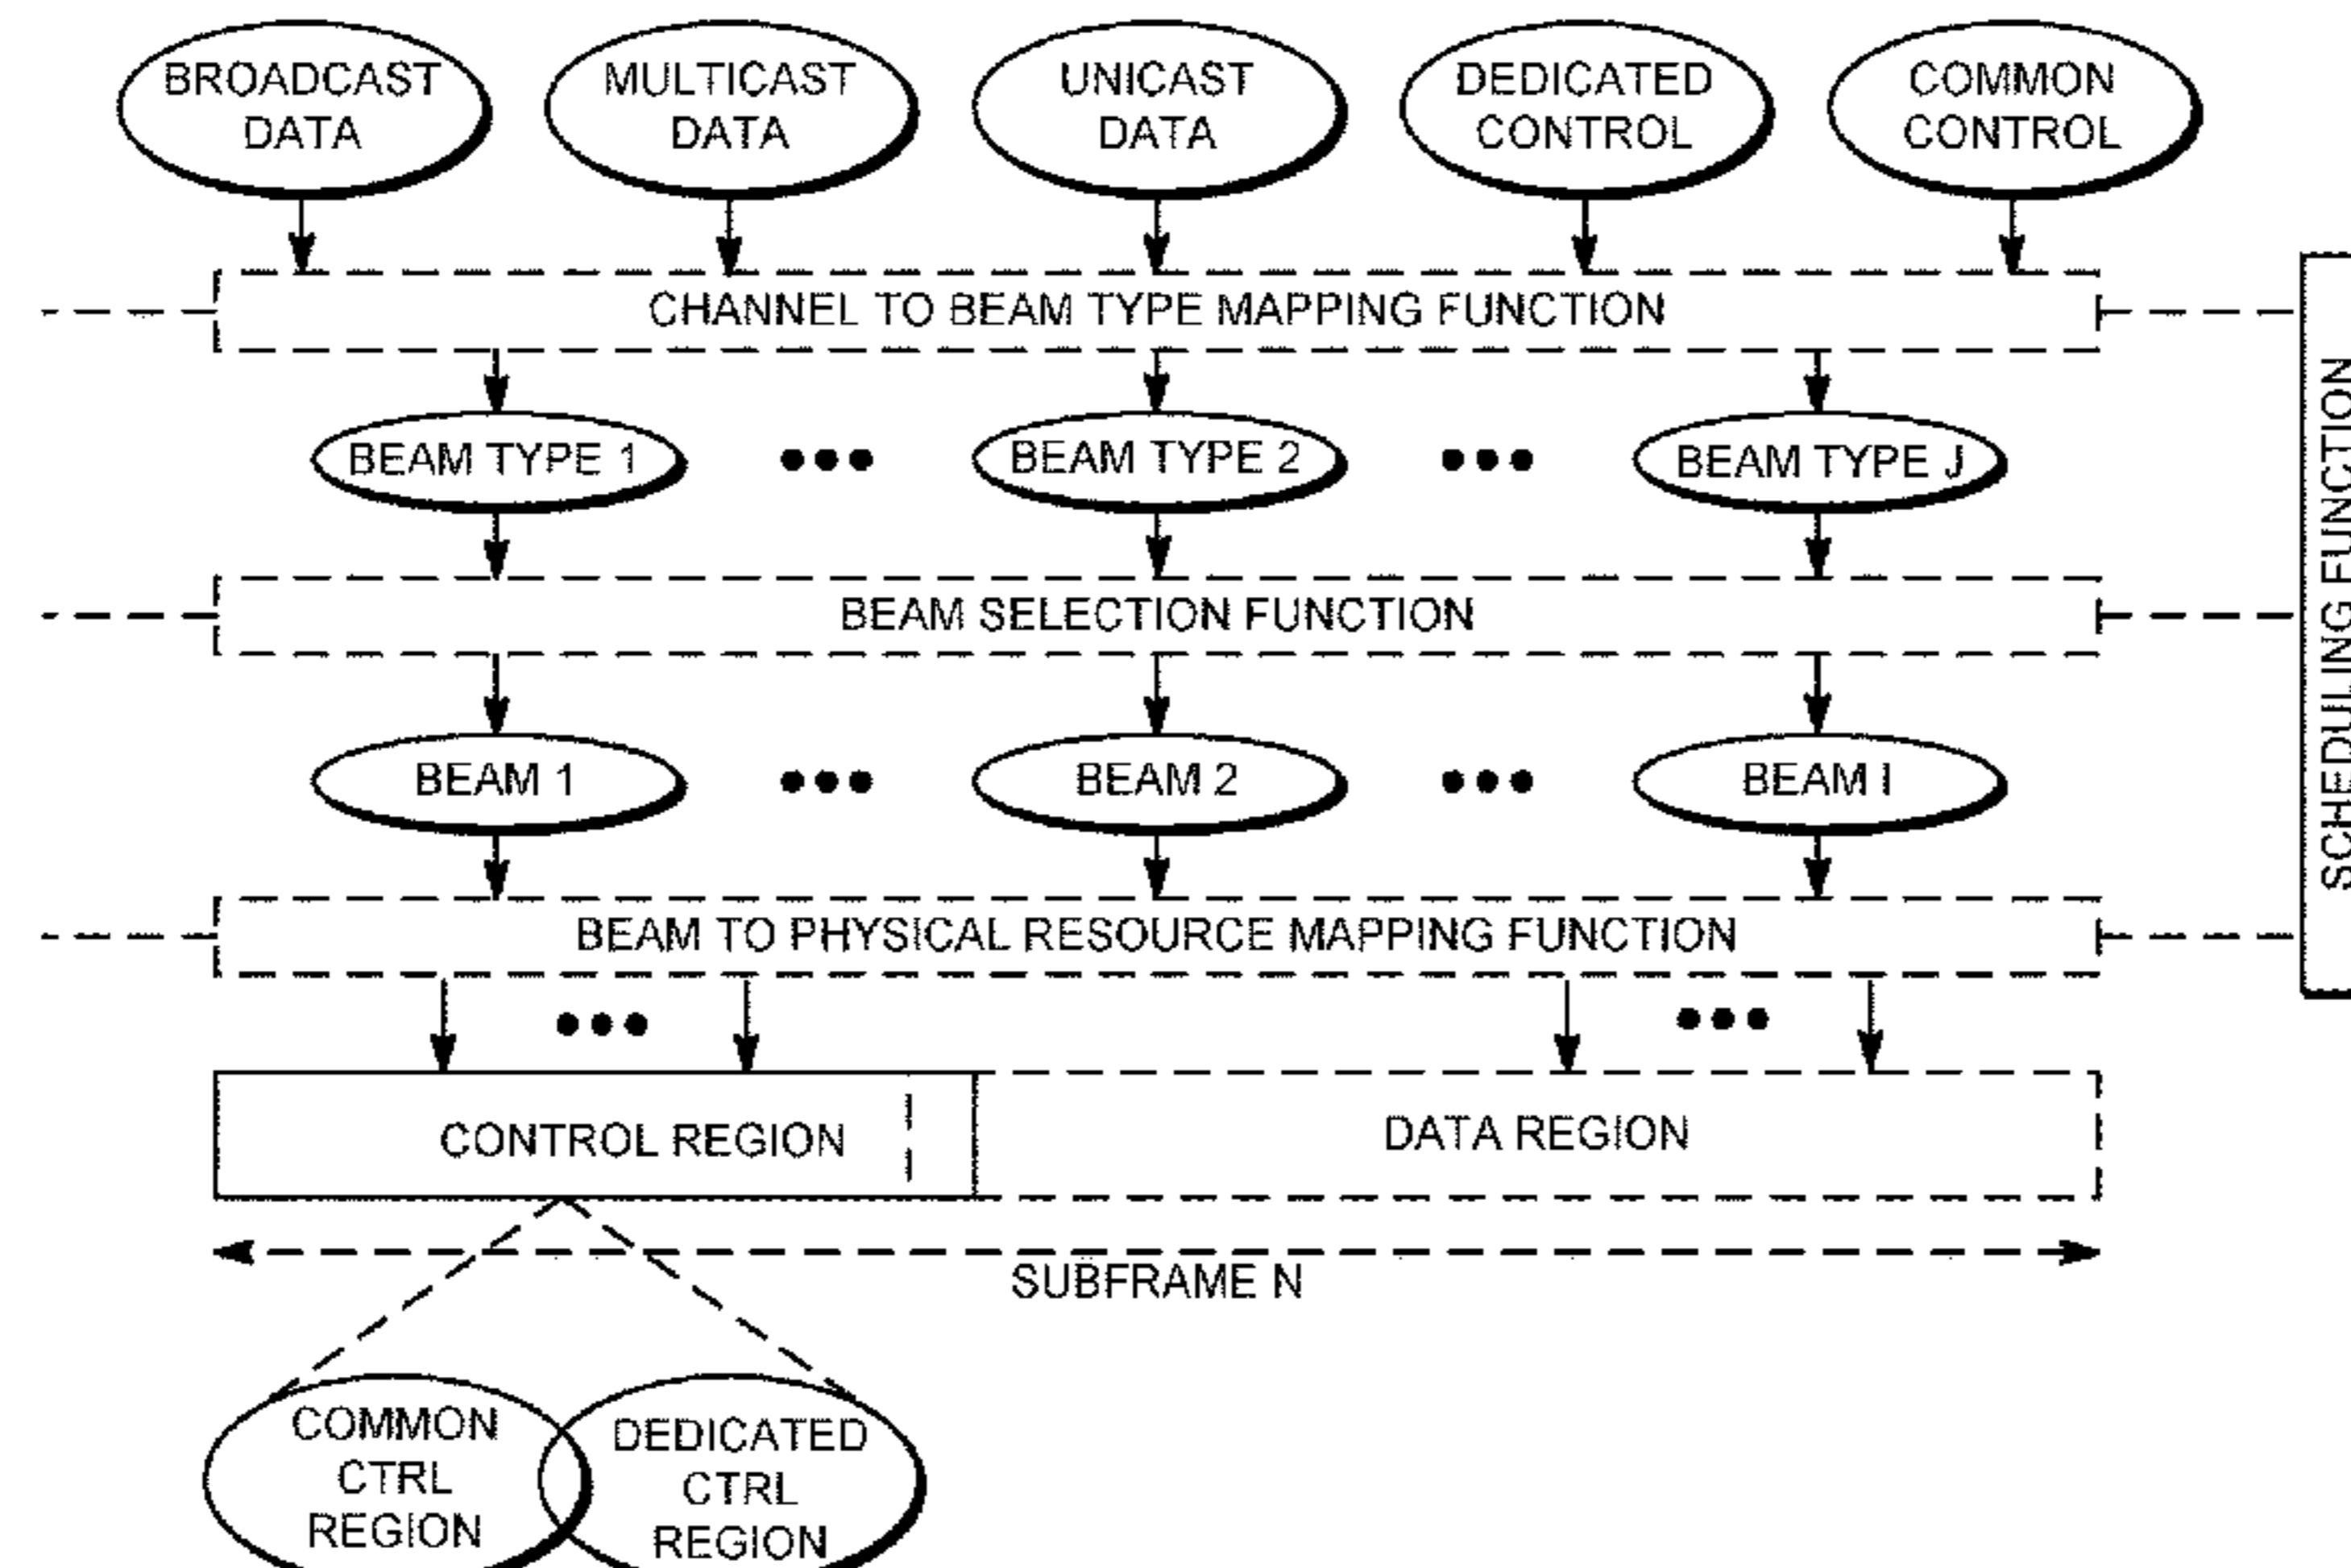 BROADCAST
DATA
MULTICAST
DATA
UNICAST
DATA
DEDICATED
CONTROL
COMMON
CONTROL
CHANNEL TO BEAM TYPE MAPPING FUNCTION
BEAM TYPE 1
BEAM TYPE 2
BEAM TYPE J
BEAM SELECTION FUNCTION
BEAM 1
BEAM 2
BEAM I
BEAM TO PHYSICAL RESOURCE MAPPING FUNCTION
SCHEDULING FUNCTION
CONTROL REGION
DATA REGION
SUBFRAME N
COMMON
CTRL
REGION
DEDICATED
CTRL
REGION